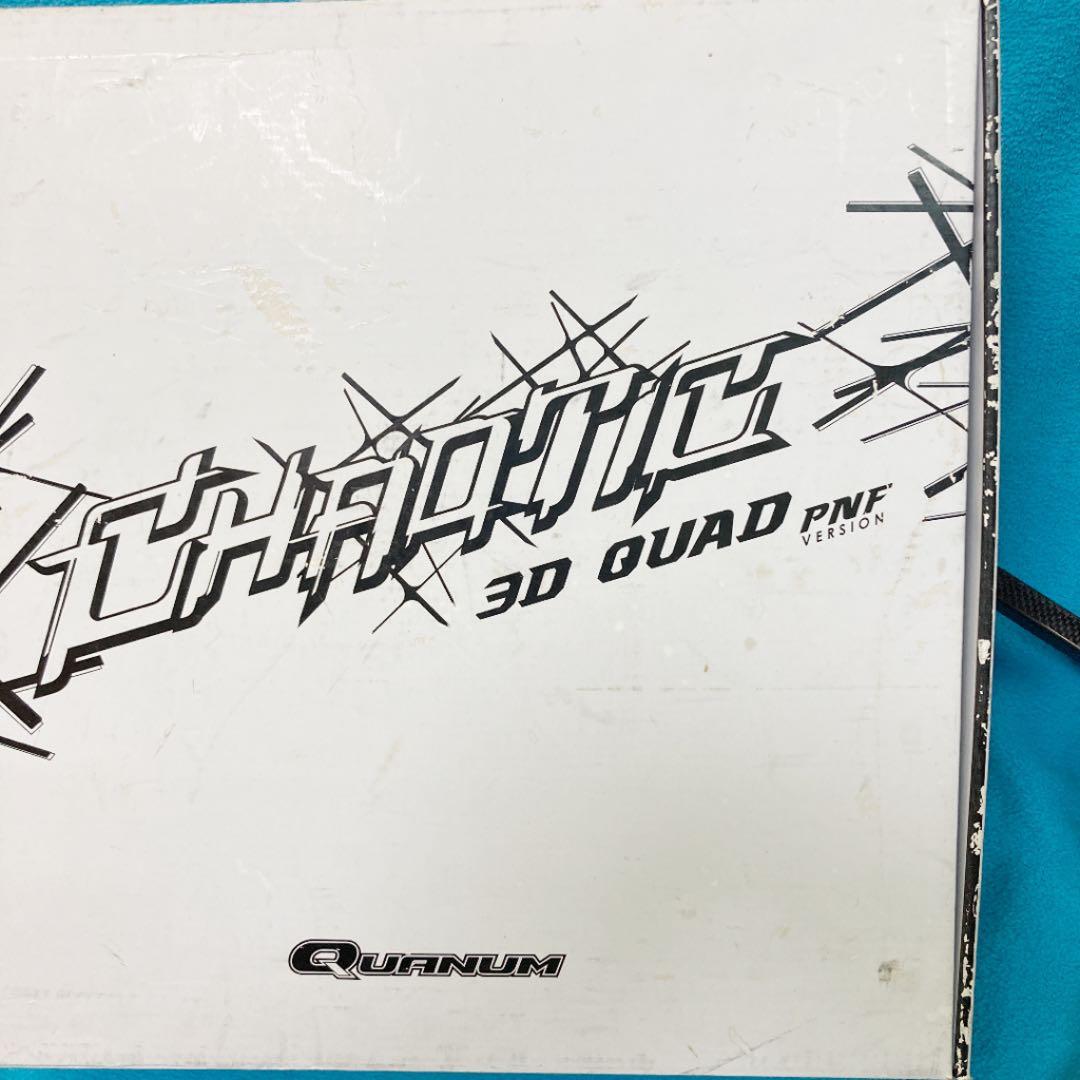 CHAOTIC
3D QUAD PNF
VERSION
QUANUM